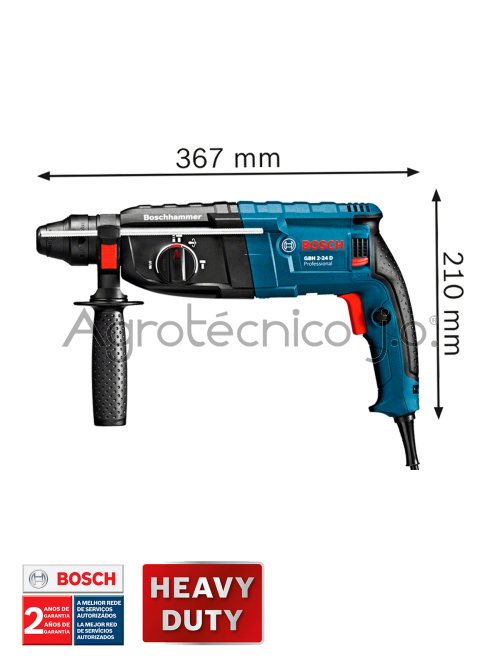 367 mm
Boschhammer
BOSCH
GBH 2-24 D
Professional
210 mm
Agrotécnico j.o.®
BOSCH
2 ANOS DE GARANTIA
AÑOS DE GARANTÍA
A MELHOR REDE
DE SERVIÇOS
AUTORIZADOS
LA MEJOR RED
DE SERVICIOS
AUTORIZADOS
HEAVY
DUTY